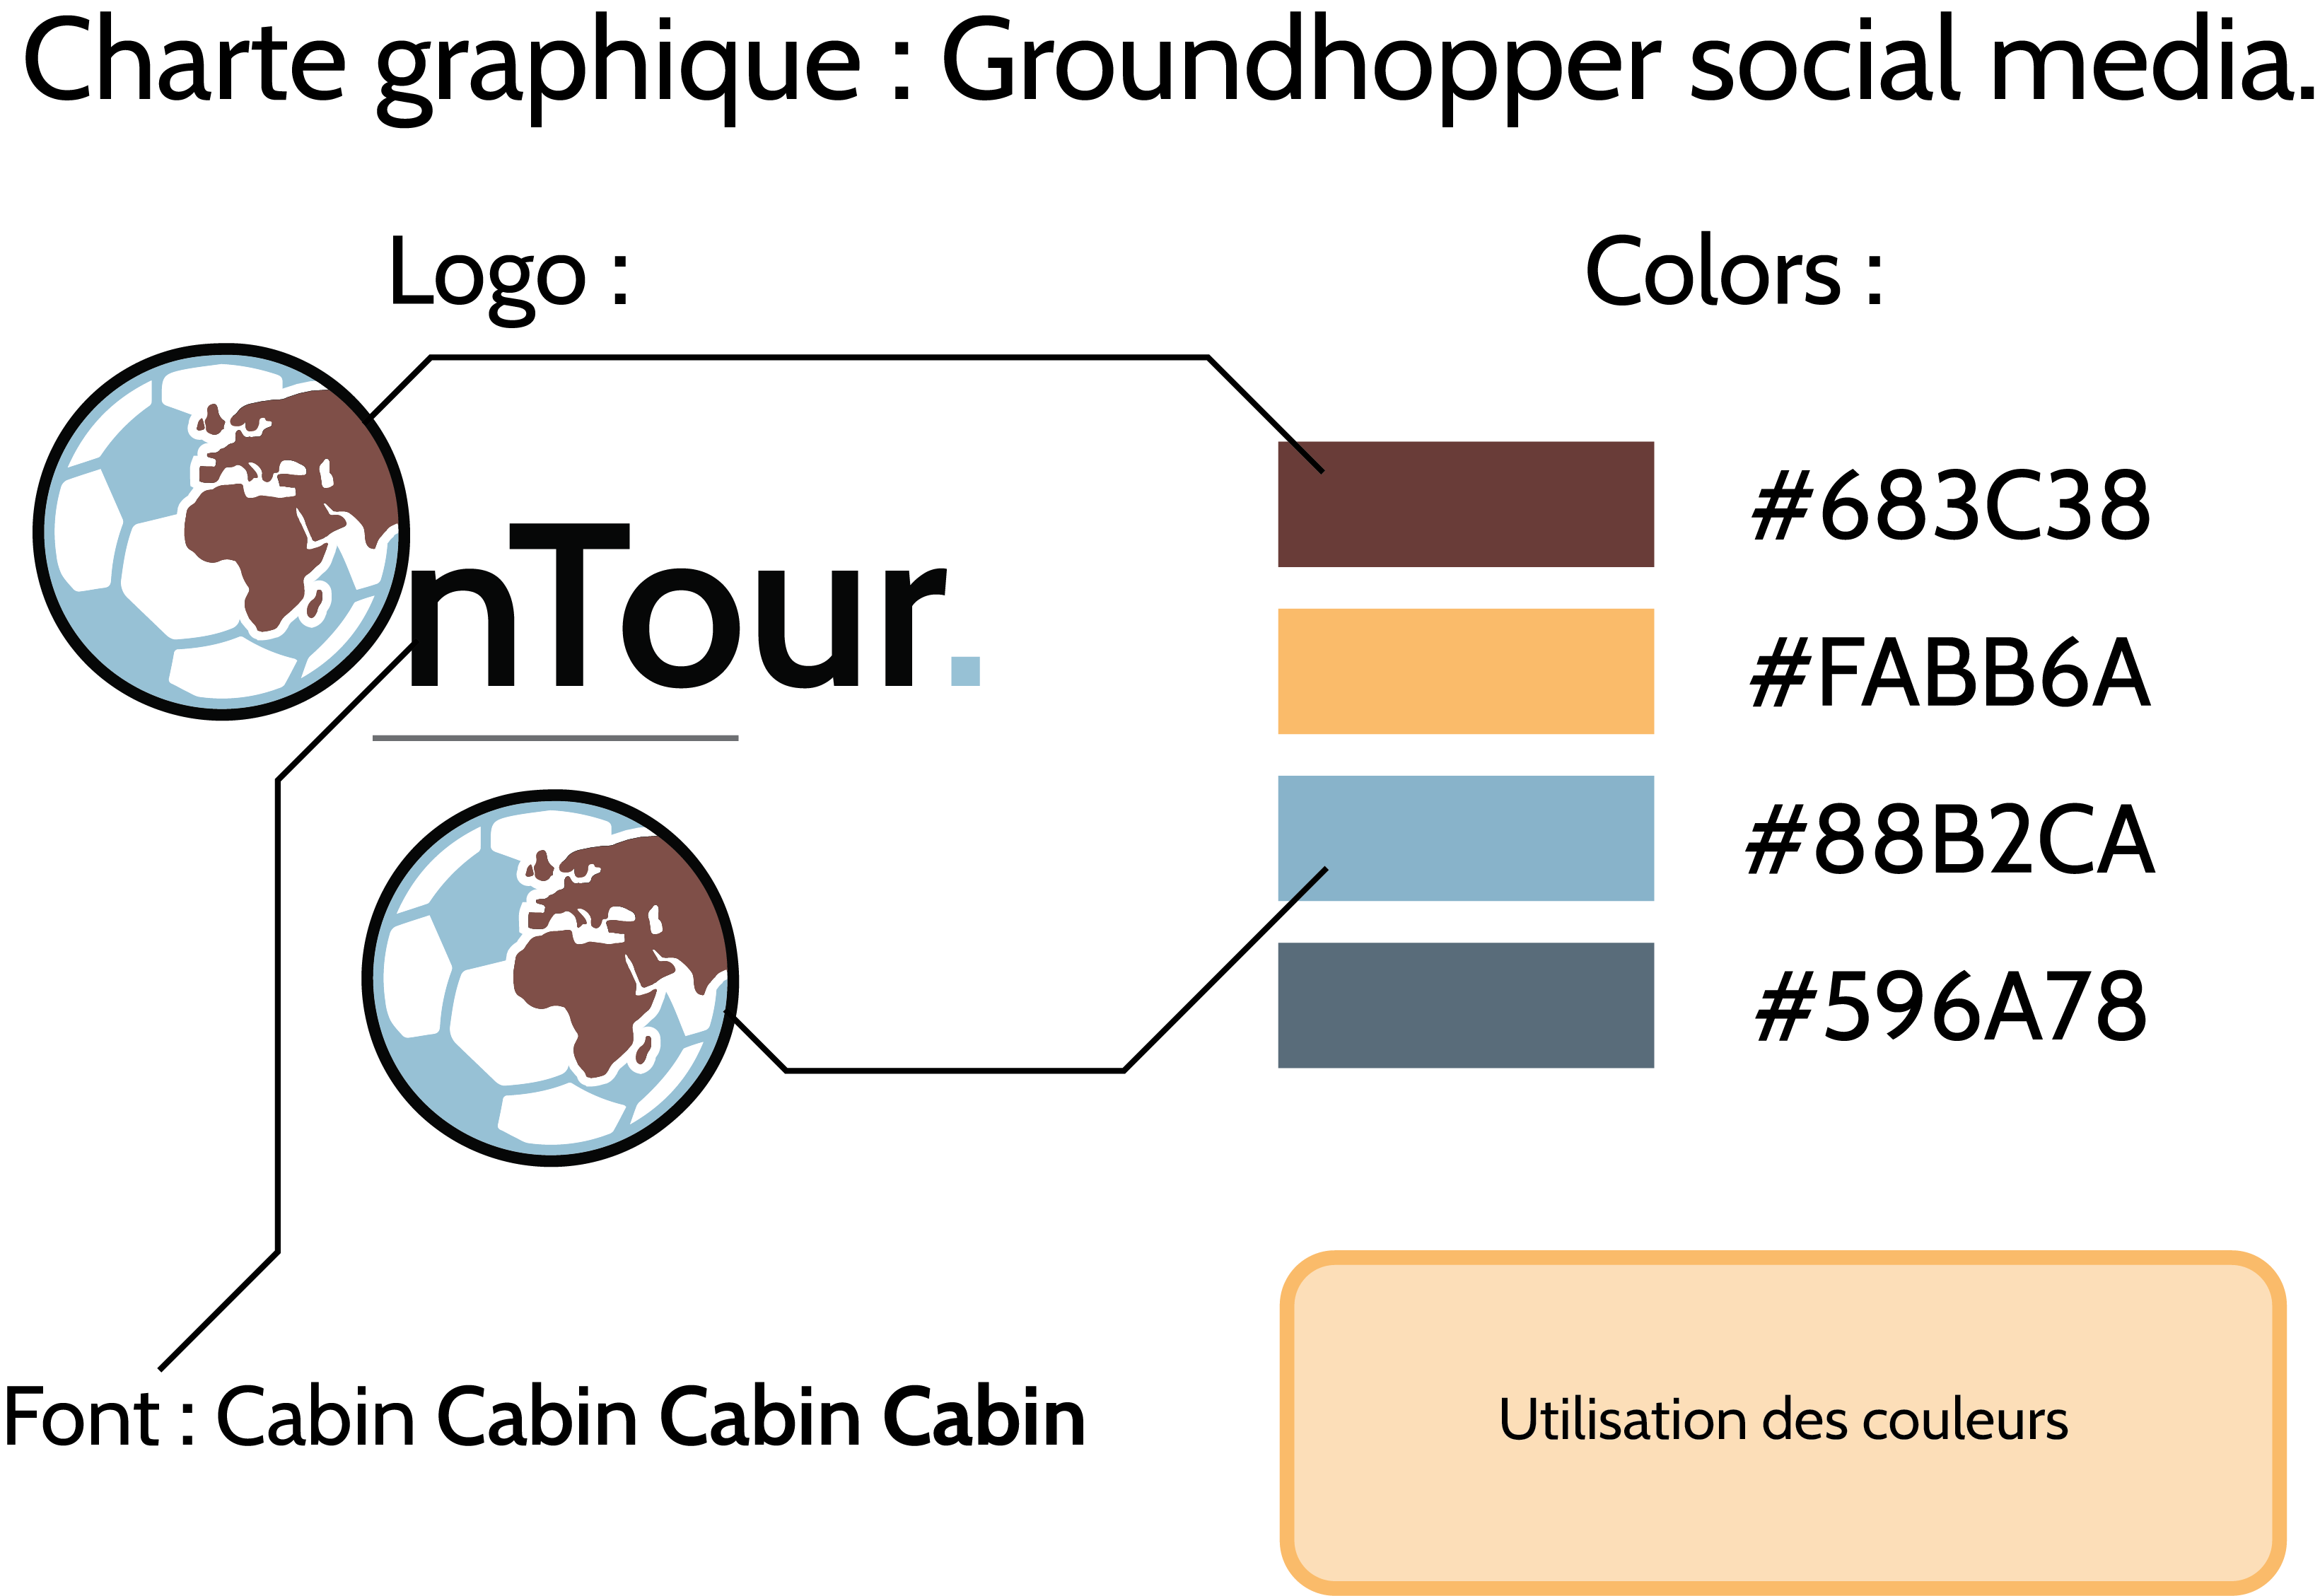 Charte graphique : Groundhopper social media.
Logo :
Colors :
nTour.
#683C38
#FABB6A
#88B2CA
#596A78
Font : Cabin Cabin Cabin Cabin
Utilisation des couleurs